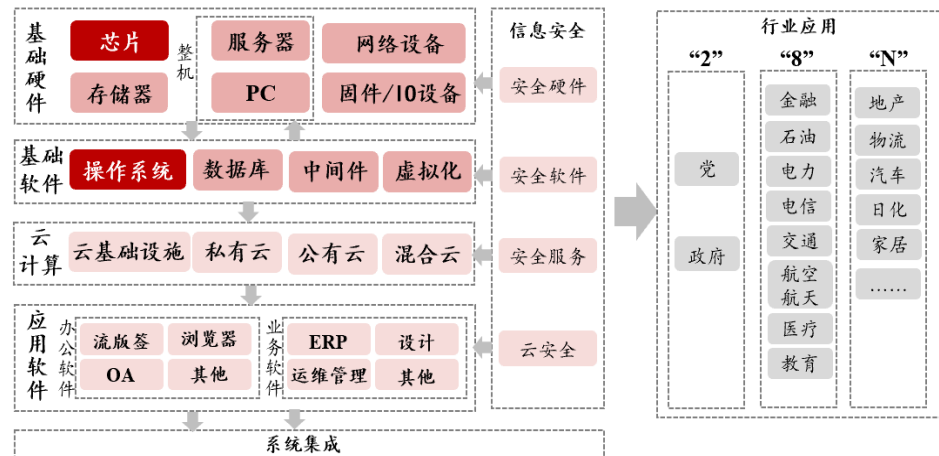 基础硬件
芯片
存储器
整机
服务器
PC
网络设备
固件/IO设备
基础
软件
操作系统
数据库
中间件
虚拟化
云
计算
云基础设施
私有云
公有云
混合云
应用软件
办公软件
流版签
浏览器
OA
其他
业务软件
ERP
设计
运维管理
其他
系统集成
信息安全
安全硬件
安全软件
安全服务
云安全
行业应用
“2”
党
政府
“8”
金融
石油
电力
电信
交通
航空
航天
医疗
教育
“N”
地产
物流
汽车
日化
家居
……